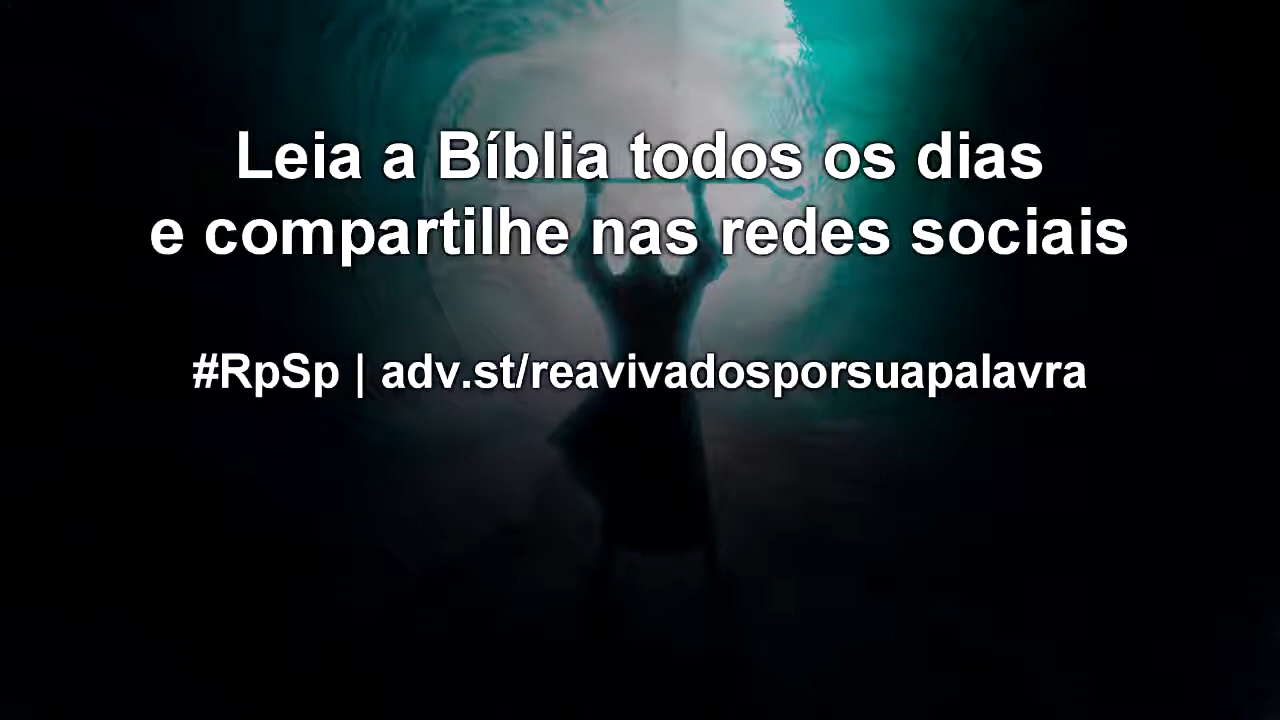 Leia a Bíblia todos os dias
e compartilhe nas redes sociais
#RpSp | adv.st/reavivadosporsuapalavra